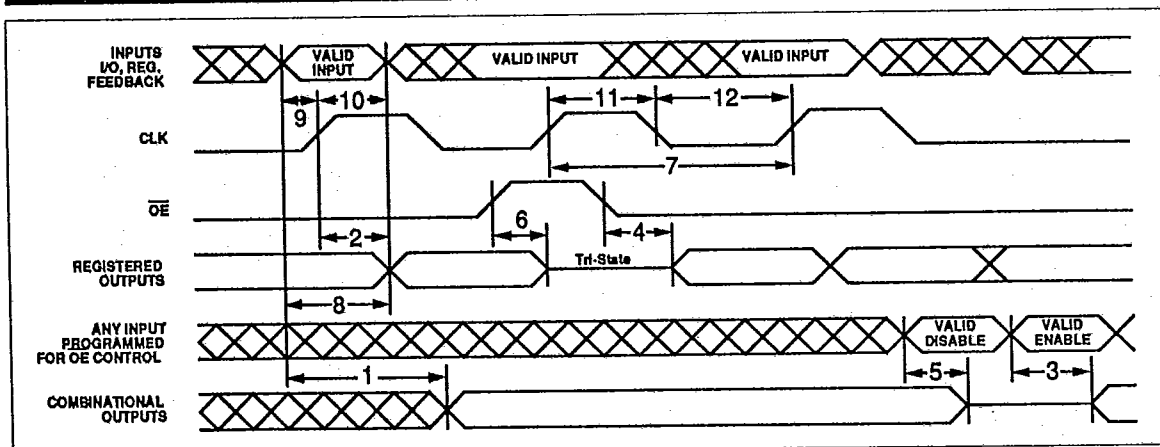 INPUTS
I/O, REG,
FEEDBACK
VALID
INPUT
VALID INPUT
VALID INPUT
9
10
11
12
CLK
7
OE
6
4
2
Tri-State
REGISTERED
OUTPUTS
8
ANY INPUT
PROGRAMMED
FOR OE CONTROL
VALID
DISABLE
VALID
ENABLE
1
5
3
COMBINATIONAL
OUTPUTS